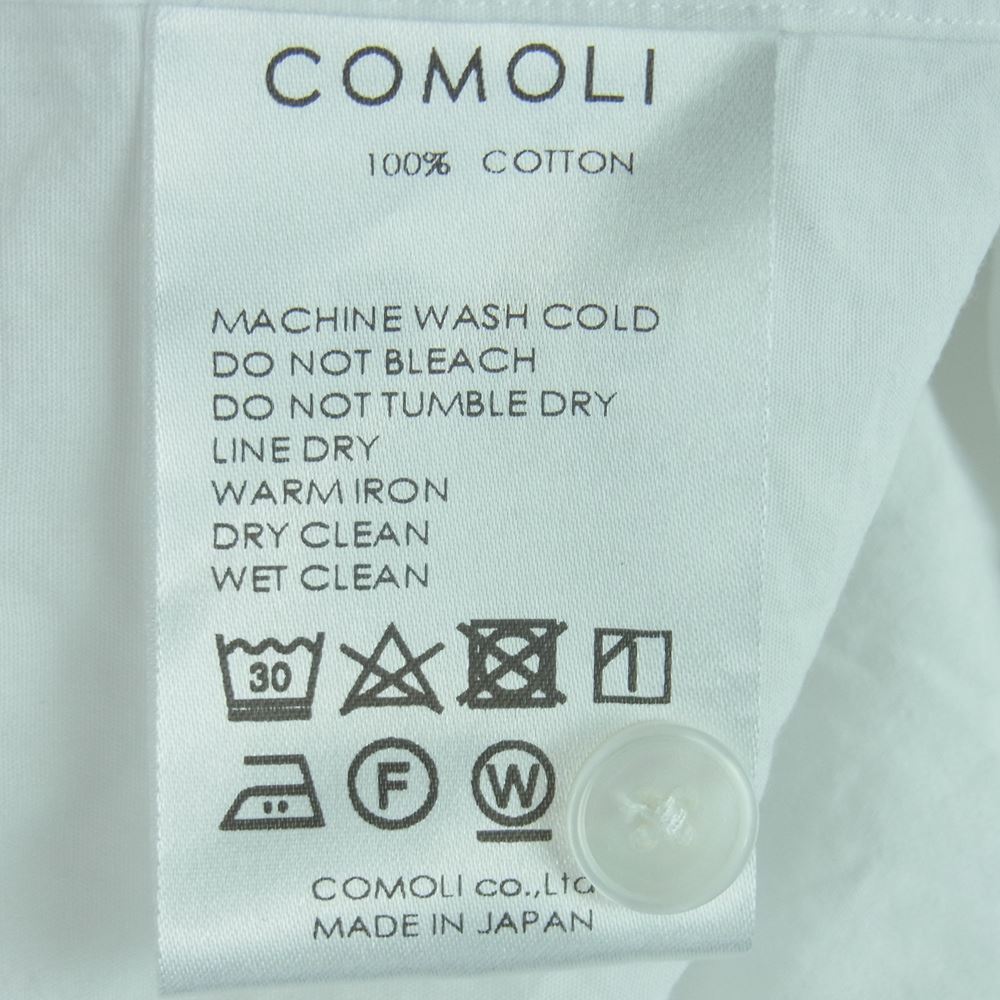 COMOLI
100% COTTON
MACHINE WASH COLD
DO NOT BLEACH
DO NOT TUMBLE DRY
LINE DRY
WARM IRON
DRY CLEAN
WET CLEAN
30
F W
COMOLI co.,Ltd
MADE IN JAPAN